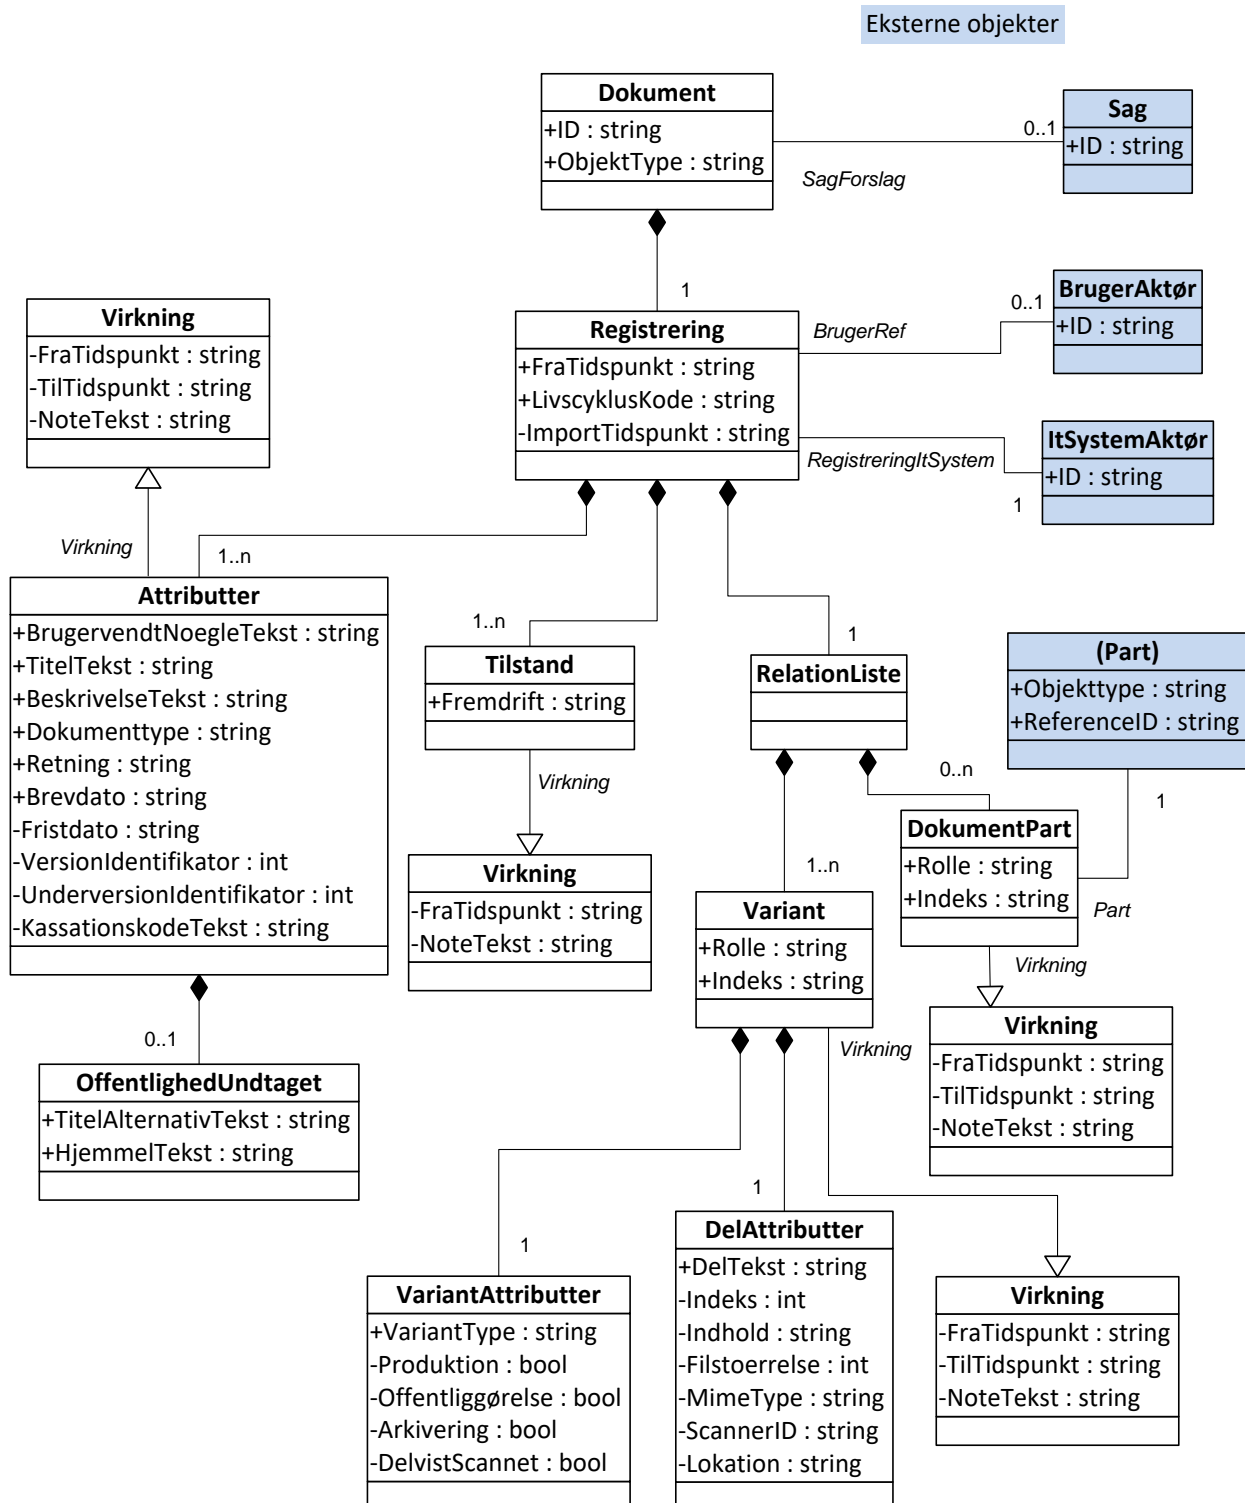 Eksterne objekter
Dokument
+ID : string
+ObjektType : string
0..1
SagForslag
Sag
+ID : string
1
Virkning
-FraTidspunkt : string
-TilTidspunkt : string
-NoteTekst : string
Registrering
+FraTidspunkt : string
+LivscyklusKode : string
-ImportTidspunkt : string
BrugerRef
0..1
BrugerAktør
+ID : string
RegistreringItSystem
1
ItSystemAktør
+ID : string
Virkning
1..n
Attributter
+BrugervendtNoegleTekst : string
+TitelTekst : string
+BeskrivelseTekst : string
+Dokumenttype : string
+Retning : string
+Brevdato : string
-Fristdato : string
-VersionIdentifikator : int
-UnderversionIdentifikator : int
-KassationskodeTekst : string
1..n
Tilstand
+Fremdrift : string
Virkning
Virkning
-FraTidspunkt : string
-NoteTekst : string
1
RelationListe
(Part)
+Objekttype : string
+ReferenceID : string
0..n
1
DokumentPart
+Rolle : string
+Indeks : string
Part
1..n
Variant
+Rolle : string
+Indeks : string
Virkning
Virkning
-FraTidspunkt : string
-TilTidspunkt : string
-NoteTekst : string
Virkning
0..1
OffentlighedUndtaget
+TitelAlternativTekst : string
+HjemmelTekst : string
1
VariantAttributter
+VariantType : string
-Produktion : bool
-Offentliggørelse : bool
-Arkivering : bool
-DelvistScannet : bool
1
DelAttributter
+DelTekst : string
-Indeks : int
-Indhold : string
-Filstoerrelse : int
-MimeType : string
-ScannerID : string
-Lokation : string
Virkning
-FraTidspunkt : string
-TilTidspunkt : string
-NoteTekst : string